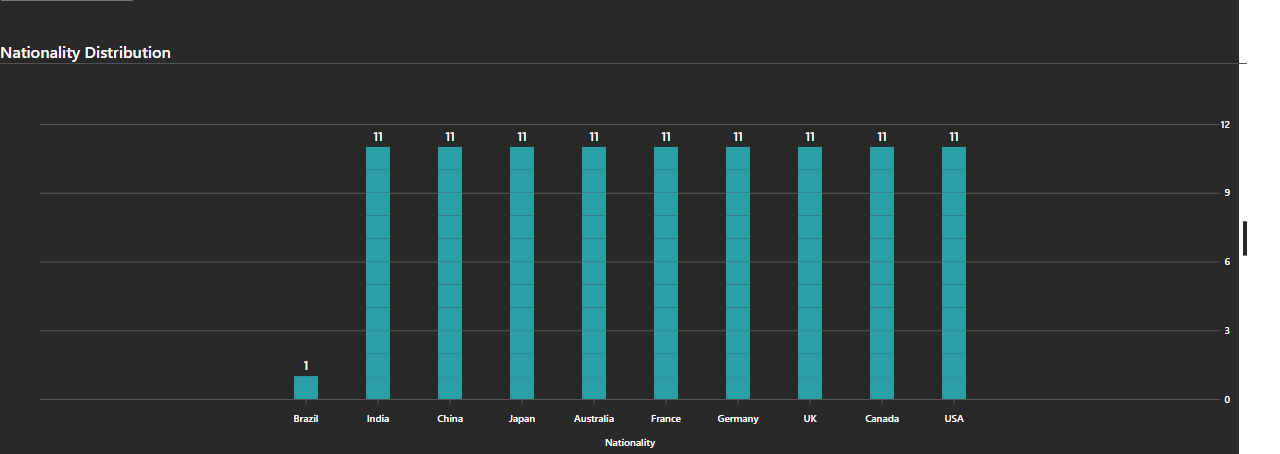 Nationality Distribution
12
11 11 11 11 11 11 11 11 11
9
6
3
1
0
Brazil India China Japan Australia France Germany UK Canada USA
Nationality